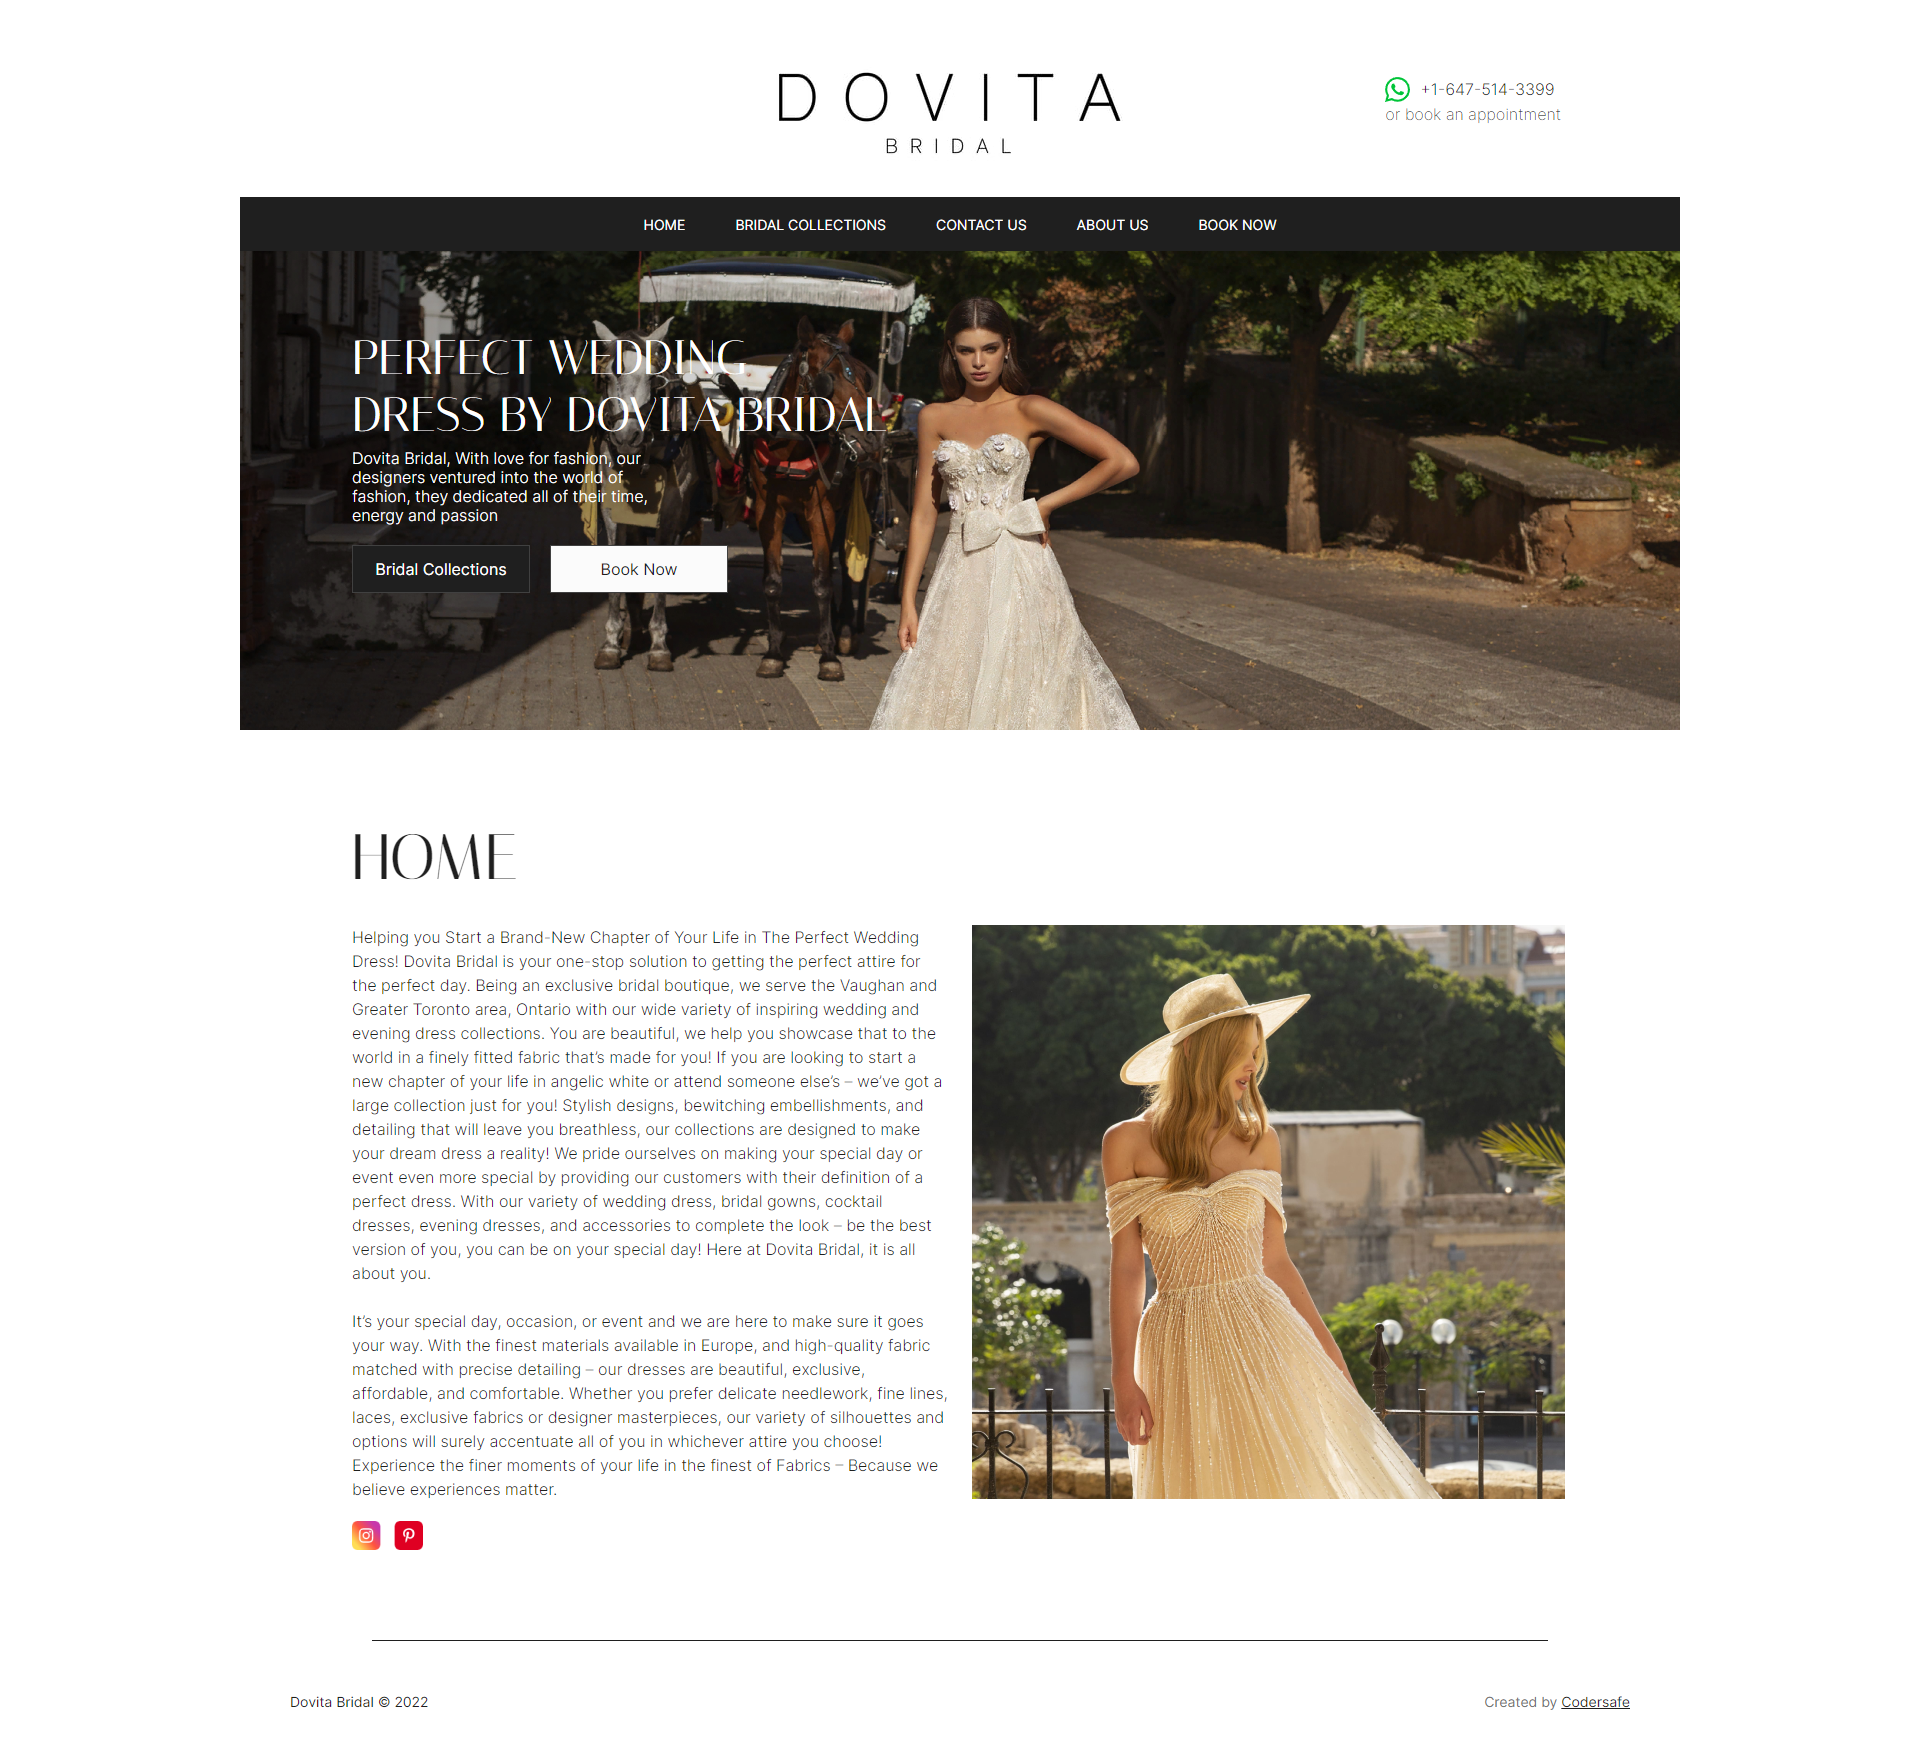 DOVITA
BRIDAL
+1-647-514-3399
or book an appointment
HOME BRIDAL COLLECTIONS CONTACT US ABOUT US BOOK NOW
PERFECT WEDDING
DRESS BY DOVITA BRIDAL
Dovita Bridal, With love for fashion, our
designers ventured into the world of
fashion, they dedicated all of their time,
energy and passion
Bridal Collections Book Now
HOME
Helping you Start a Brand-New Chapter of Your Life in The Perfect Wedding
Dress! Dovita Bridal is your one-stop solution to getting the perfect attire for
the perfect day. Being an exclusive bridal boutique, we serve the Vaughan and
Greater Toronto area, Ontario with our wide variety of inspiring wedding and
evening dress collections. You are beautiful, we help you showcase that to the
world in a finely fitted fabric that’s made for you! If you are looking to start a
new chapter of your life in angelic white or attend someone else’s – we’ve got a
large collection just for you! Stylish designs, bewitching embellishments, and
detailing that will leave you breathless, our collections are designed to make
your dream dress a reality! We pride ourselves on making your special day or
event even more special by providing our customers with their definition of a
perfect dress. With our variety of wedding dress, bridal gowns, cocktail
dresses, evening dresses, and accessories to complete the look – be the best
version of you, you can be on your special day! Here at Dovita Bridal, it is all
about you.
It’s your special day, occasion, or event and we are here to make sure it goes
your way. With the finest materials available in Europe, and high-quality fabric
matched with precise detailing – our dresses are beautiful, exclusive,
affordable, and comfortable. Whether you prefer delicate needlework, fine lines,
laces, exclusive fabrics or designer masterpieces, our variety of silhouettes and
options will surely accentuate all of you in whichever attire you choose!
Experience the finer moments of your life in the finest of Fabrics – Because we
believe experiences matter.
Dovita Bridal © 2022
Created by Codersafe